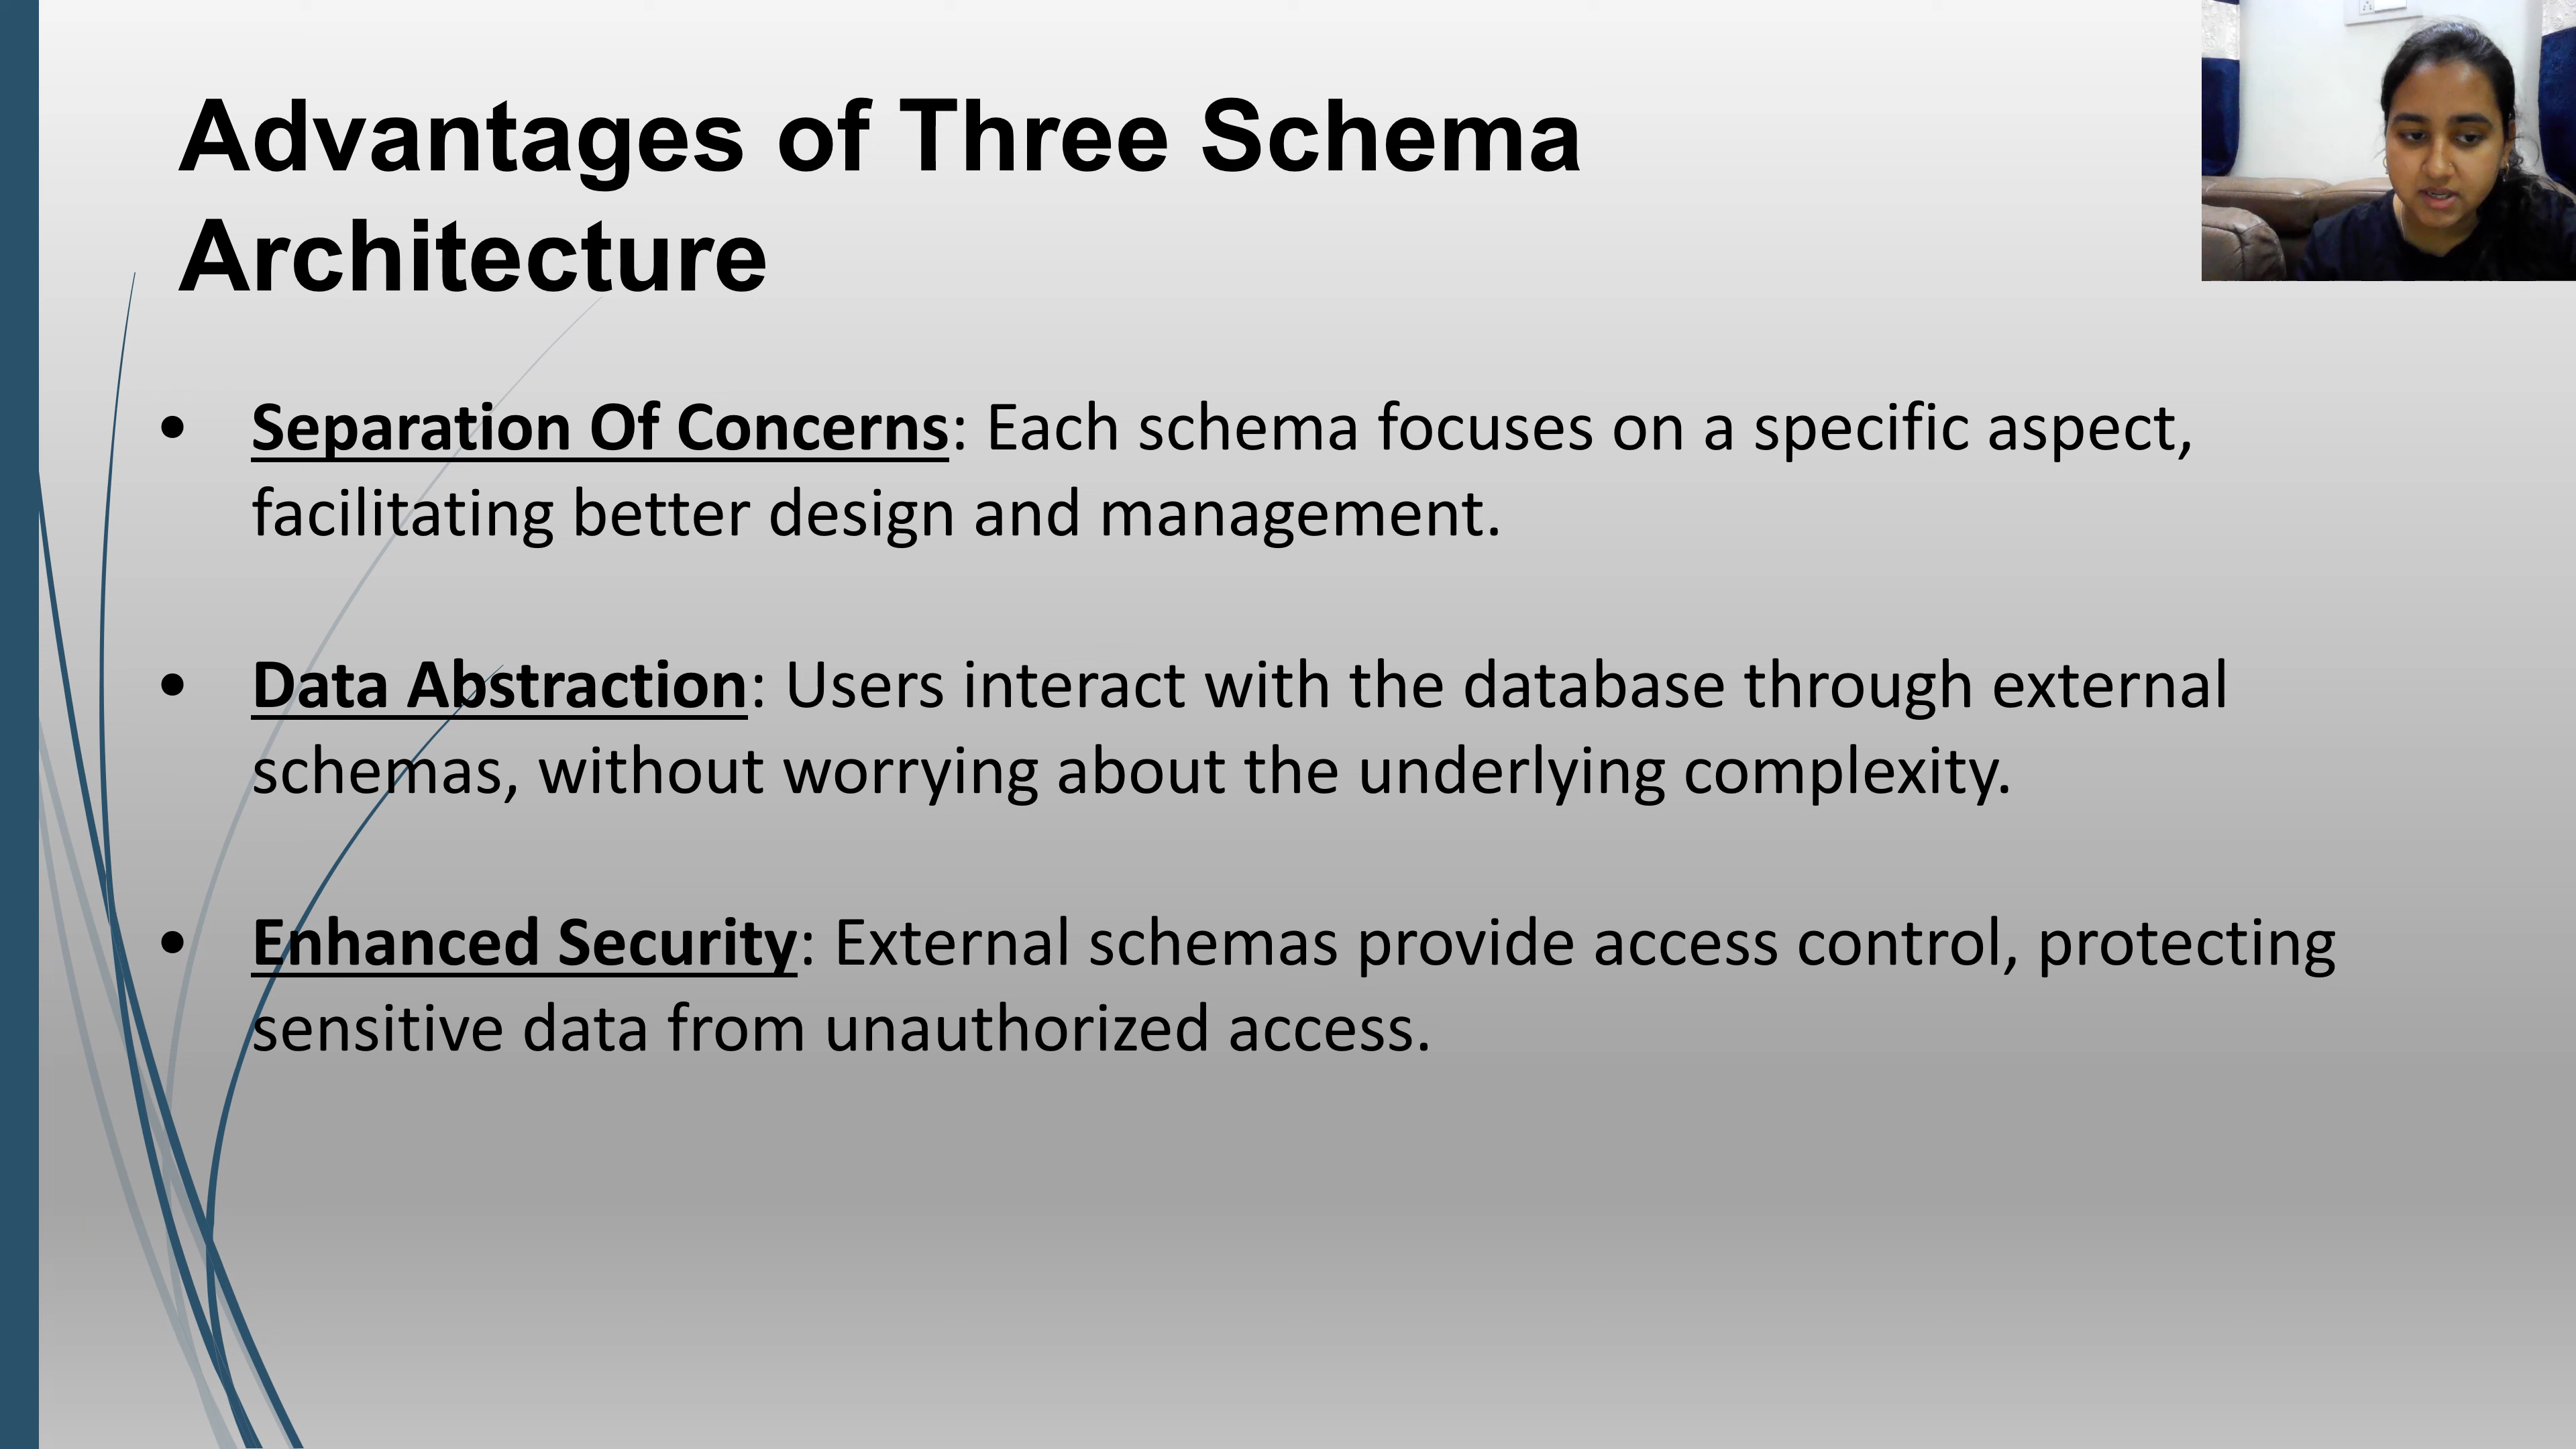 Advantages of Three Schema
Architecture
• Separation Of Concerns: Each schema focuses on a specific aspect,
facilitating better design and management.
• Data Abstraction: Users interact with the database through external
schemas, without worrying about the underlying complexity.
• Enhanced Security: External schemas provide access control, protecting
sensitive data from unauthorized access.